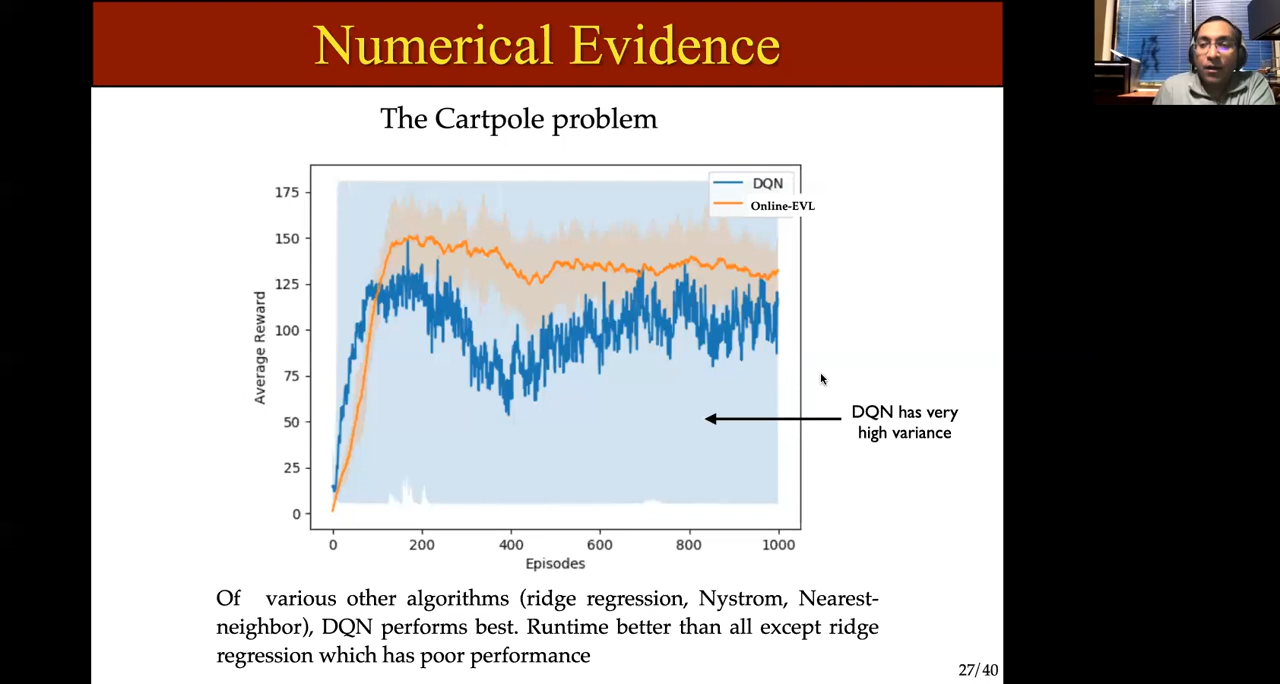 Numerical Evidence
The Cartpole problem
175
150
125
100
75
50
25
0
Average Reward
DQN
Online-EVL
0 200 400 600 800 1000
Episodes
DQN has very
high variance
Of various other algorithms (ridge regression, Nystrom, Nearest-
neighbor), DQN performs best. Runtime better than all except ridge
regression which has poor performance
27/40